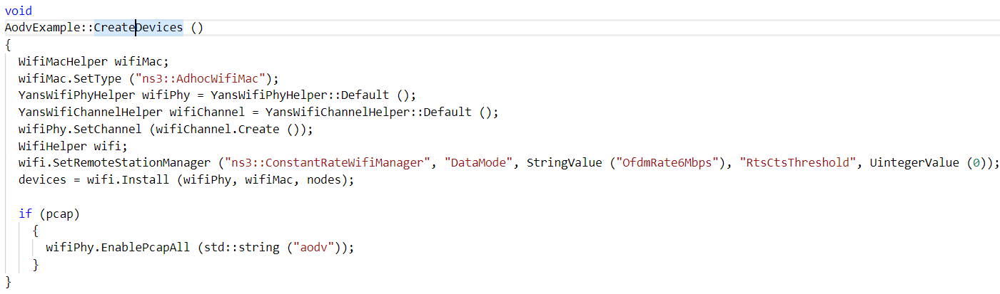 void
AodvExample::CreateDevices ()
{
  WifiMacHelper wifiMac;
  wifiMac.SetType ("ns3::AdhocWifiMac");
  YansWifiPhyHelper wifiPhy = YansWifiPhyHelper::Default ();
  YansWifiChannelHelper wifiChannel = YansWifiChannelHelper::Default ();
  wifiPhy.SetChannel (wifiChannel.Create ());
  WifiHelper wifi;
  wifi.SetRemoteStationManager ("ns3::ConstantRateWifiManager", "DataMode", StringValue ("OfdmRate6Mbps"), "RtsCtsThreshold", UintegerValue (0));
  devices = wifi.Install (wifiPhy, wifiMac, nodes);

  if (pcap)
    {
      wifiPhy.EnablePcapAll (std::string ("aodv"));
    }
}